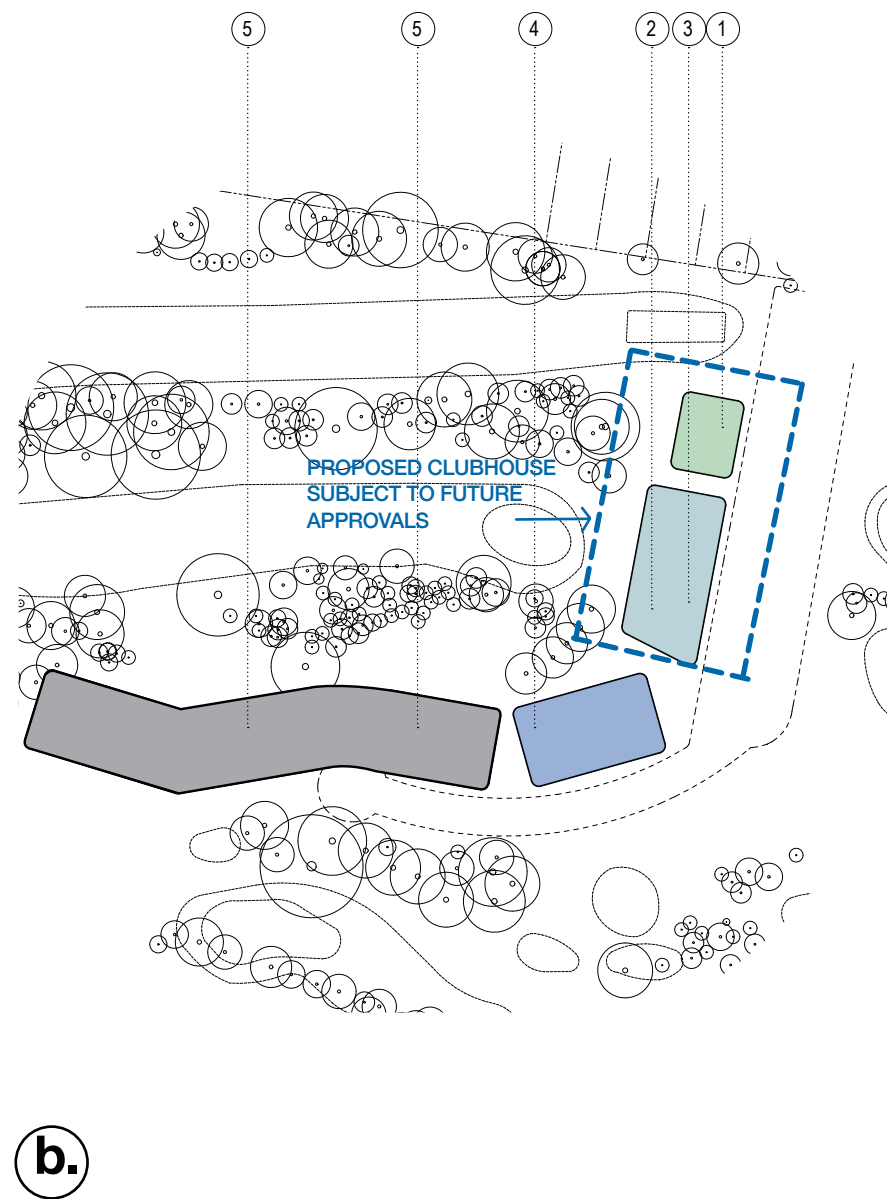 5 5 4 2 3 1
PROPOSED CLUBHOUSE
SUBJECT TO FUTURE
APPROVALS
b.